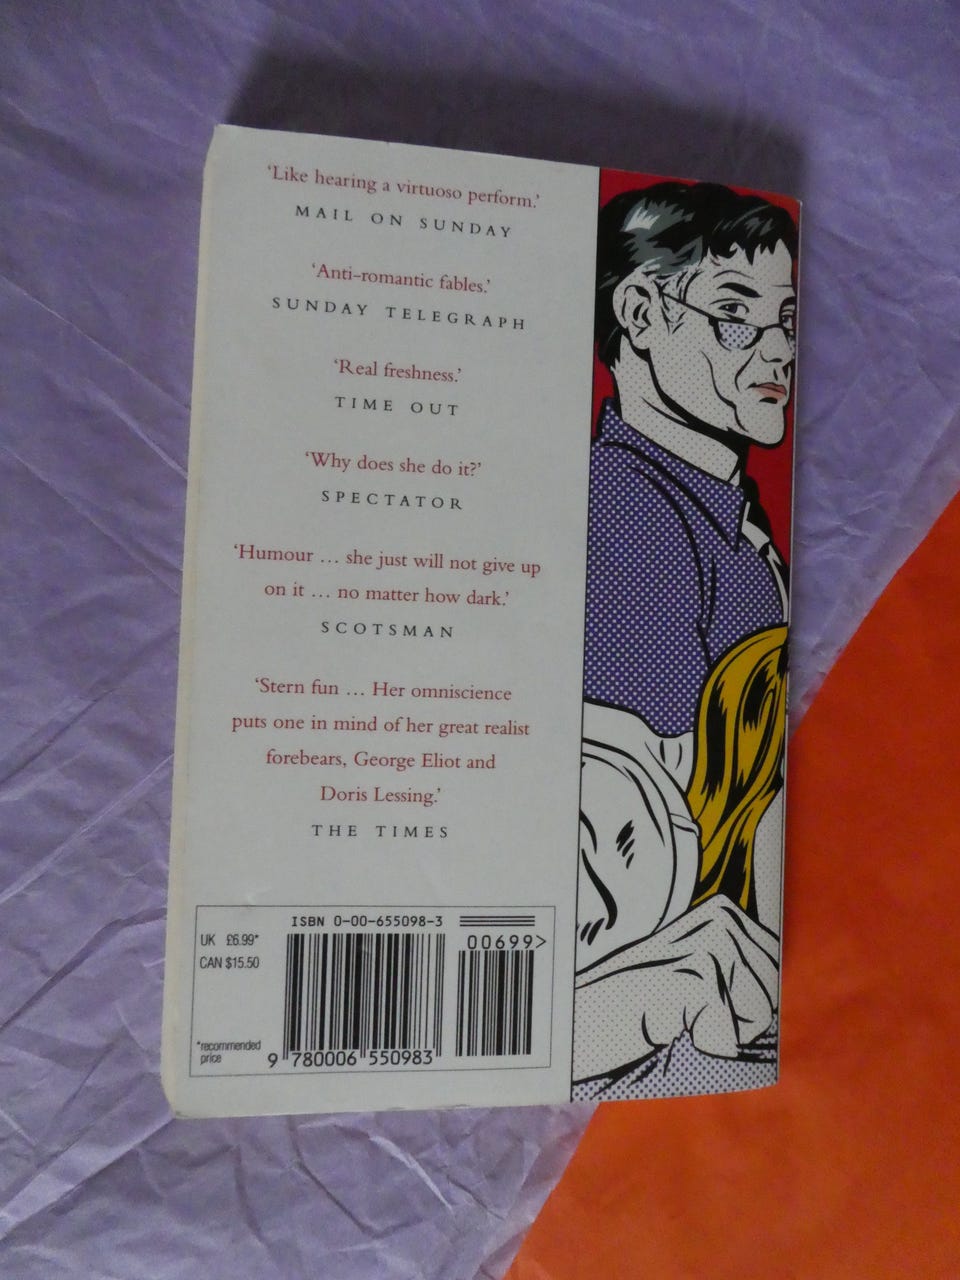 ‘Like hearing a virtuoso perform.’
MAIL ON SUNDAY
‘Anti-romantic fables.’
SUNDAY TELEGRAPH
‘Real freshness.’
TIME OUT
‘Why does she do it?’
SPECTATOR
‘Humour … she just will not give up
on it … no matter how dark.’
SCOTSMAN
‘Stern fun … Her omniscience
puts one in mind of her great realist
forebears, George Eliot and
Doris Lessing.’
THE TIMES
ISBN 0-00-655098-3
UK £6.99*
CAN $15.50
00699>
*recommended
price
9 780006 550983